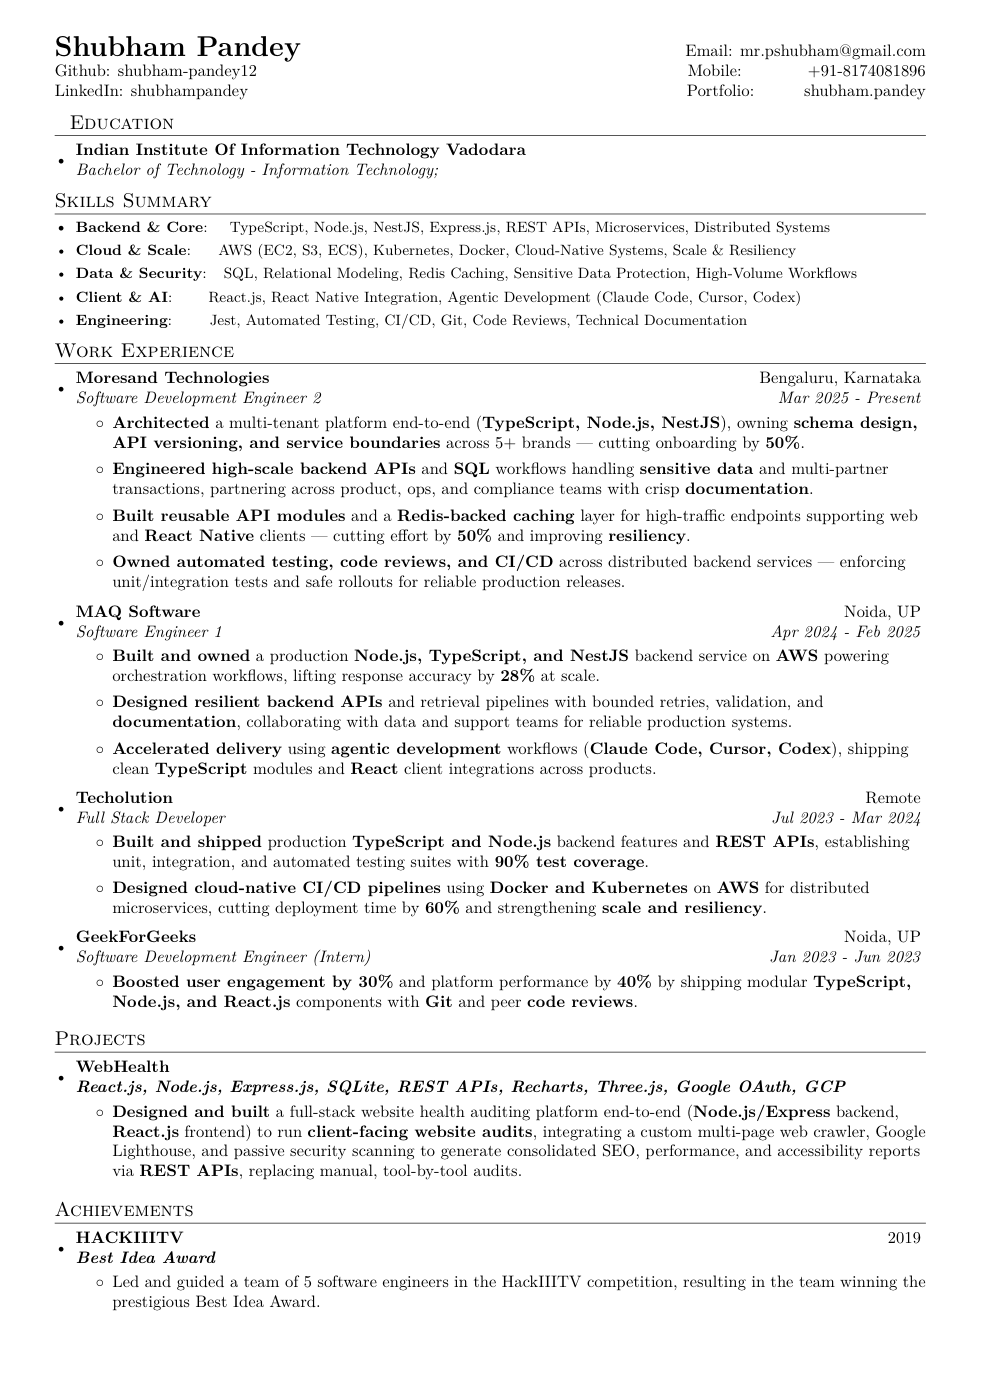 Shubham Pandey
Email: mr.pshubham@gmail.com
Github: shubham-pandey12
Mobile: +91-8174081896
LinkedIn: shubhampandey
Portfolio: shubham.pandey
Education
• Indian Institute Of Information Technology Vadodara
Bachelor of Technology - Information Technology;
Skills Summary
• Backend & Core: TypeScript, Node.js, NestJS, Express.js, REST APIs, Microservices, Distributed Systems
• Cloud & Scale: AWS (EC2, S3, ECS), Kubernetes, Docker, Cloud-Native Systems, Scale & Resiliency
• Data & Security: SQL, Relational Modeling, Redis Caching, Sensitive Data Protection, High-Volume Workflows
• Client & AI: React.js, React Native Integration, Agentic Development (Claude Code, Cursor, Codex)
• Engineering: Jest, Automated Testing, CI/CD, Git, Code Reviews, Technical Documentation
Work Experience
• Moresand Technologies Bengaluru, Karnataka
Software Development Engineer 2 Mar 2025 - Present
◦ Architected a multi-tenant platform end-to-end (TypeScript, Node.js, NestJS), owning schema design,
API versioning, and service boundaries across 5+ brands — cutting onboarding by 50%.
◦ Engineered high-scale backend APIs and SQL workflows handling sensitive data and multi-partner
transactions, partnering across product, ops, and compliance teams with crisp documentation.
◦ Built reusable API modules and a Redis-backed caching layer for high-traffic endpoints supporting web
and React Native clients — cutting effort by 50% and improving resiliency.
◦ Owned automated testing, code reviews, and CI/CD across distributed backend services — enforcing
unit/integration tests and safe rollouts for reliable production releases.
• MAQ Software Noida, UP
Software Engineer 1 Apr 2024 - Feb 2025
◦ Built and owned a production Node.js, TypeScript, and NestJS backend service on AWS powering
orchestration workflows, lifting response accuracy by 28% at scale.
◦ Designed resilient backend APIs and retrieval pipelines with bounded retries, validation, and
documentation, collaborating with data and support teams for reliable production systems.
◦ Accelerated delivery using agentic development workflows (Claude Code, Cursor, Codex), shipping
clean TypeScript modules and React client integrations across products.
• Techolution Remote
Full Stack Developer Jul 2023 - Mar 2024
◦ Built and shipped production TypeScript and Node.js backend features and REST APIs, establishing
unit, integration, and automated testing suites with 90% test coverage.
◦ Designed cloud-native CI/CD pipelines using Docker and Kubernetes on AWS for distributed
microservices, cutting deployment time by 60% and strengthening scale and resiliency.
• GeekForGeeks Noida, UP
Software Development Engineer (Intern) Jan 2023 - Jun 2023
◦ Boosted user engagement by 30% and platform performance by 40% by shipping modular TypeScript,
Node.js, and React.js components with Git and peer code reviews.
Projects
• WebHealth
React.js, Node.js, Express.js, SQLite, REST APIs, Recharts, Three.js, Google OAuth, GCP
◦ Designed and built a full-stack website health auditing platform end-to-end (Node.js/Express backend,
React.js frontend) to run client-facing website audits, integrating a custom multi-page web crawler, Google
Lighthouse, and passive security scanning to generate consolidated SEO, performance, and accessibility reports
via REST APIs, replacing manual, tool-by-tool audits.
Achievements
• HACKIIITV 2019
Best Idea Award
◦ Led and guided a team of 5 software engineers in the HackIIITV competition, resulting in the team winning the
prestigious Best Idea Award.